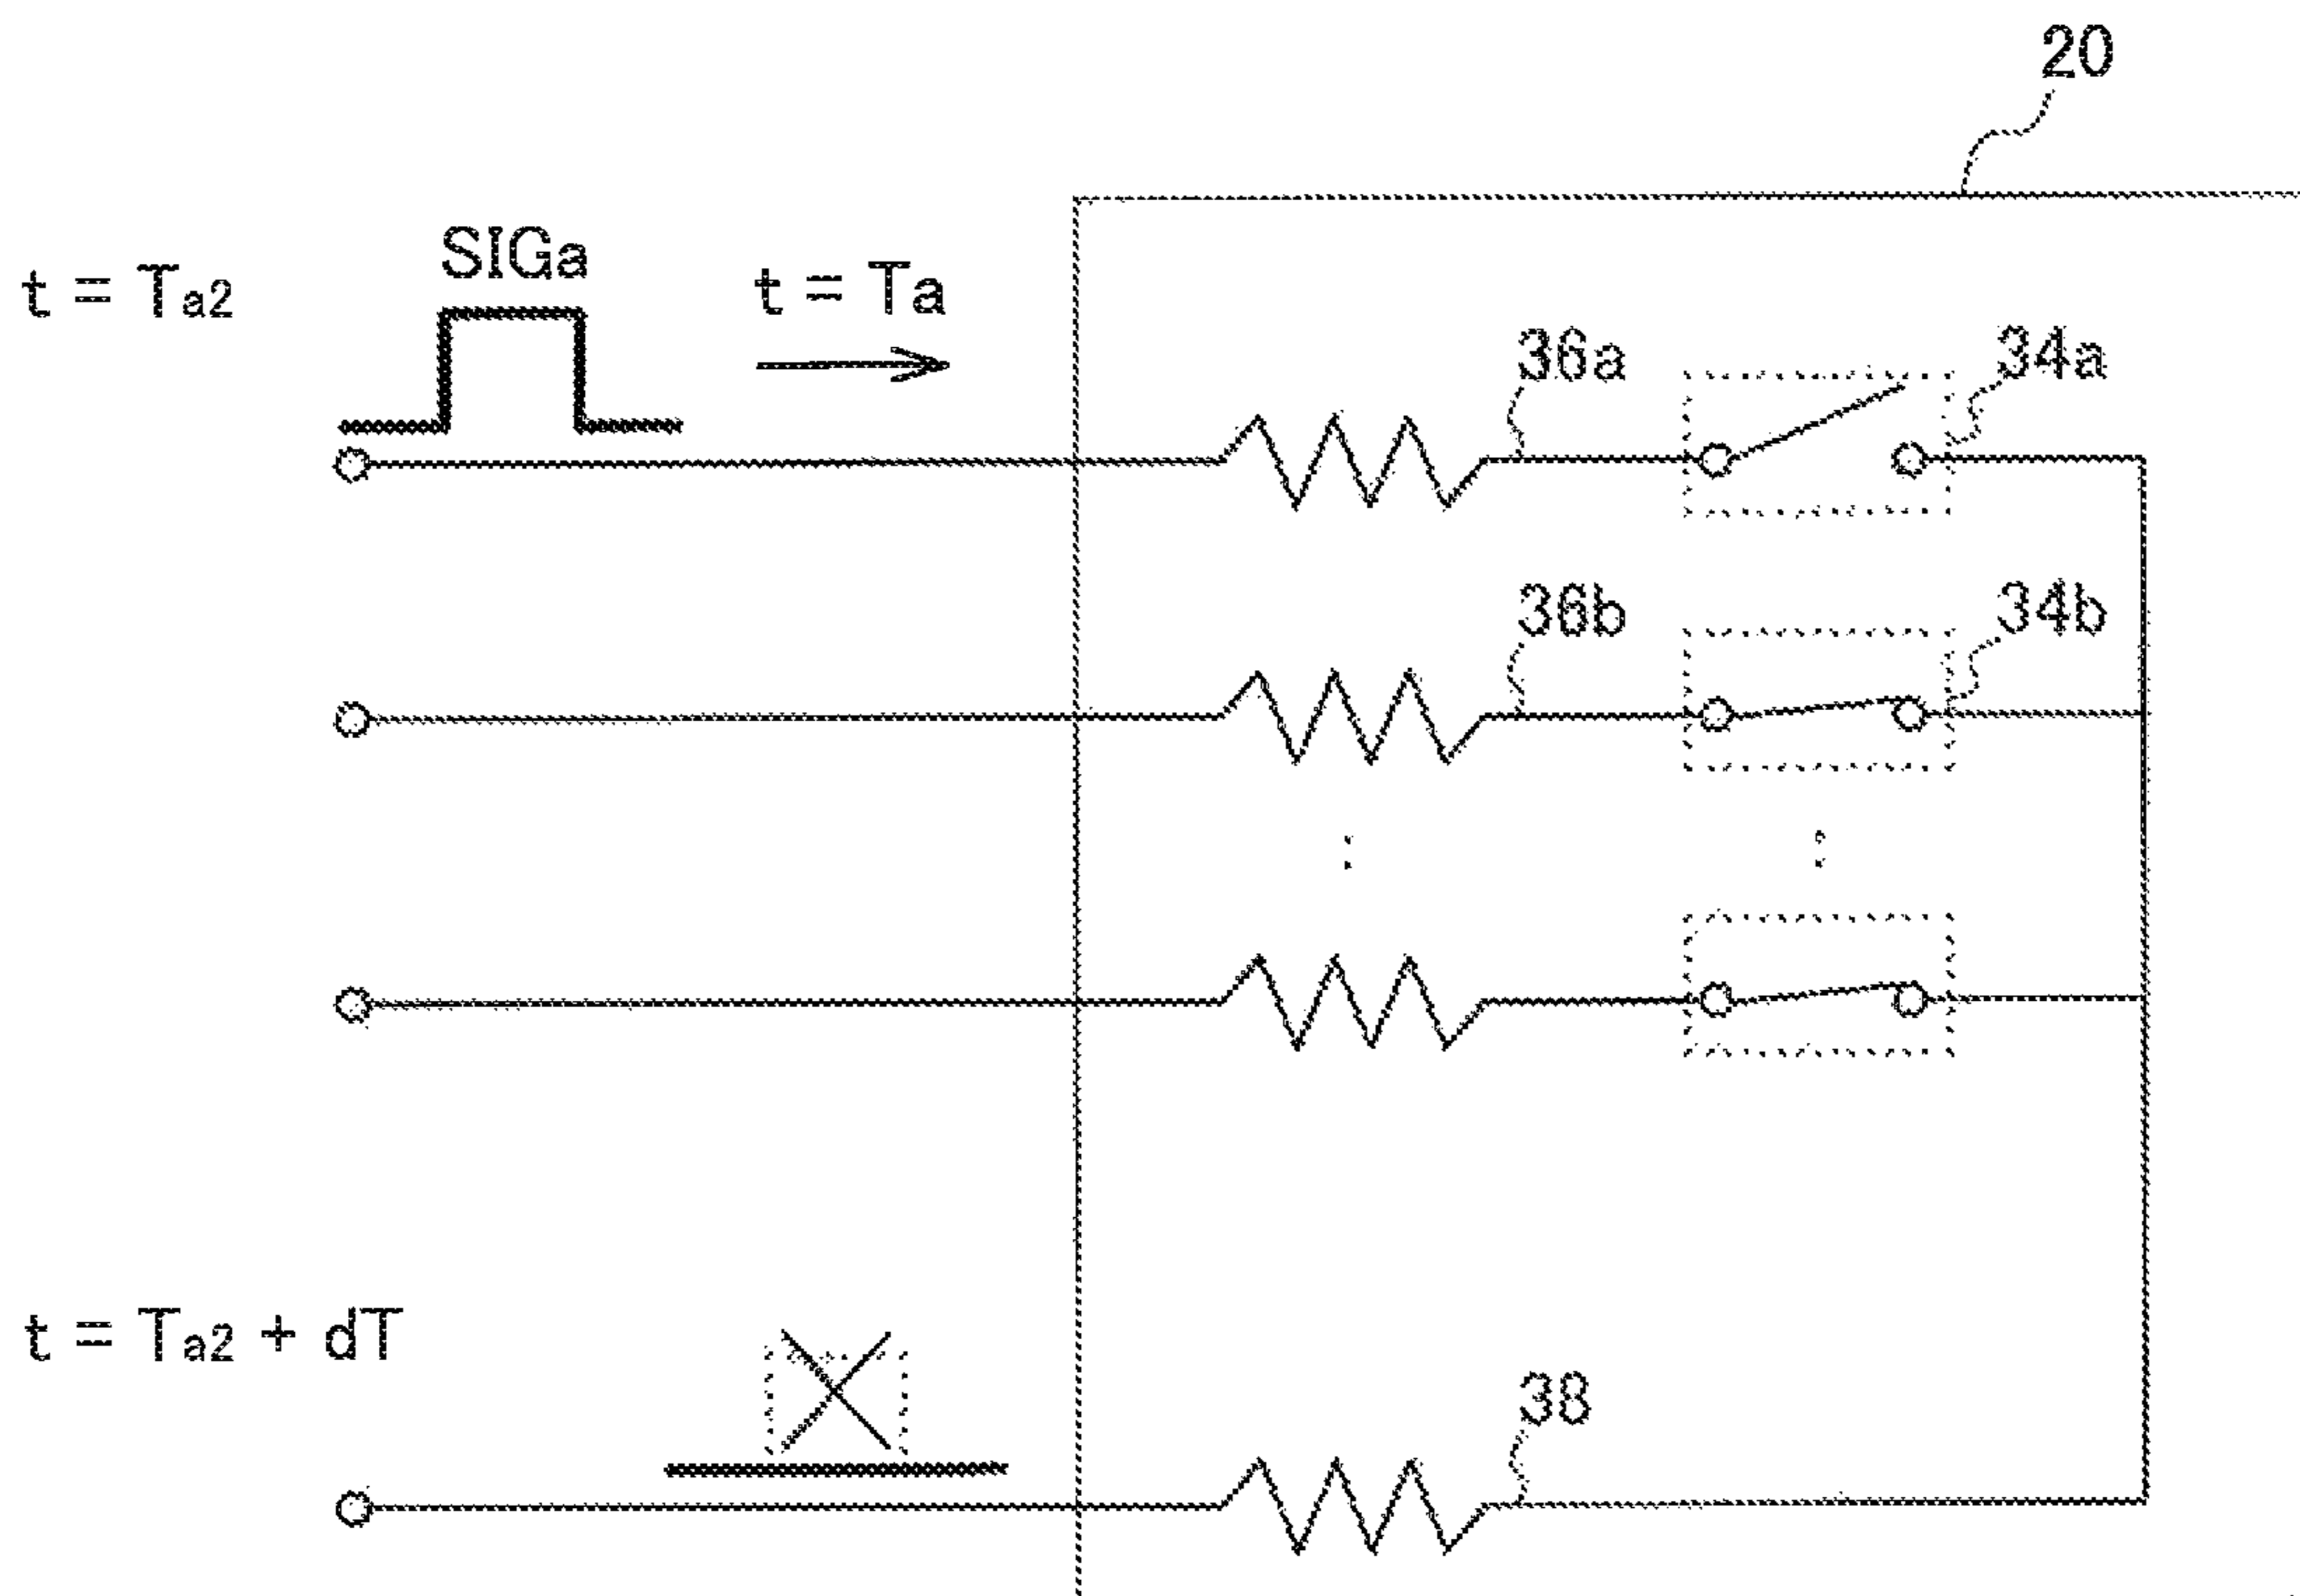 20
SIGa
t = Ta2
t = Ta
36a
34a
36b
34b
t = Ta2 + dT
38